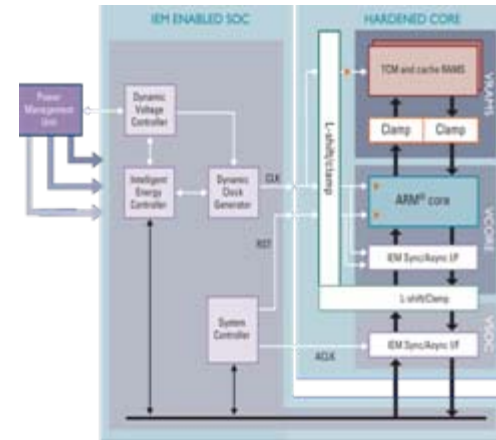 IEM ENABLED SOC
HARDENED CORE
Power
Management
Unit
Dynamic
Voltage
Controller
Intelligent
Energy
Controller
Dynamic
Clock
Generator
CLK
RST
System
Controller
ACLK
L-shift/clamp
TCM and cache RAMS
Clamp
Clamp
ARM® core
IEM Sync/Async I/F
L-shift/Clamp
IEM Sync/Async I/F
VRAMS
VCORE
VSOC